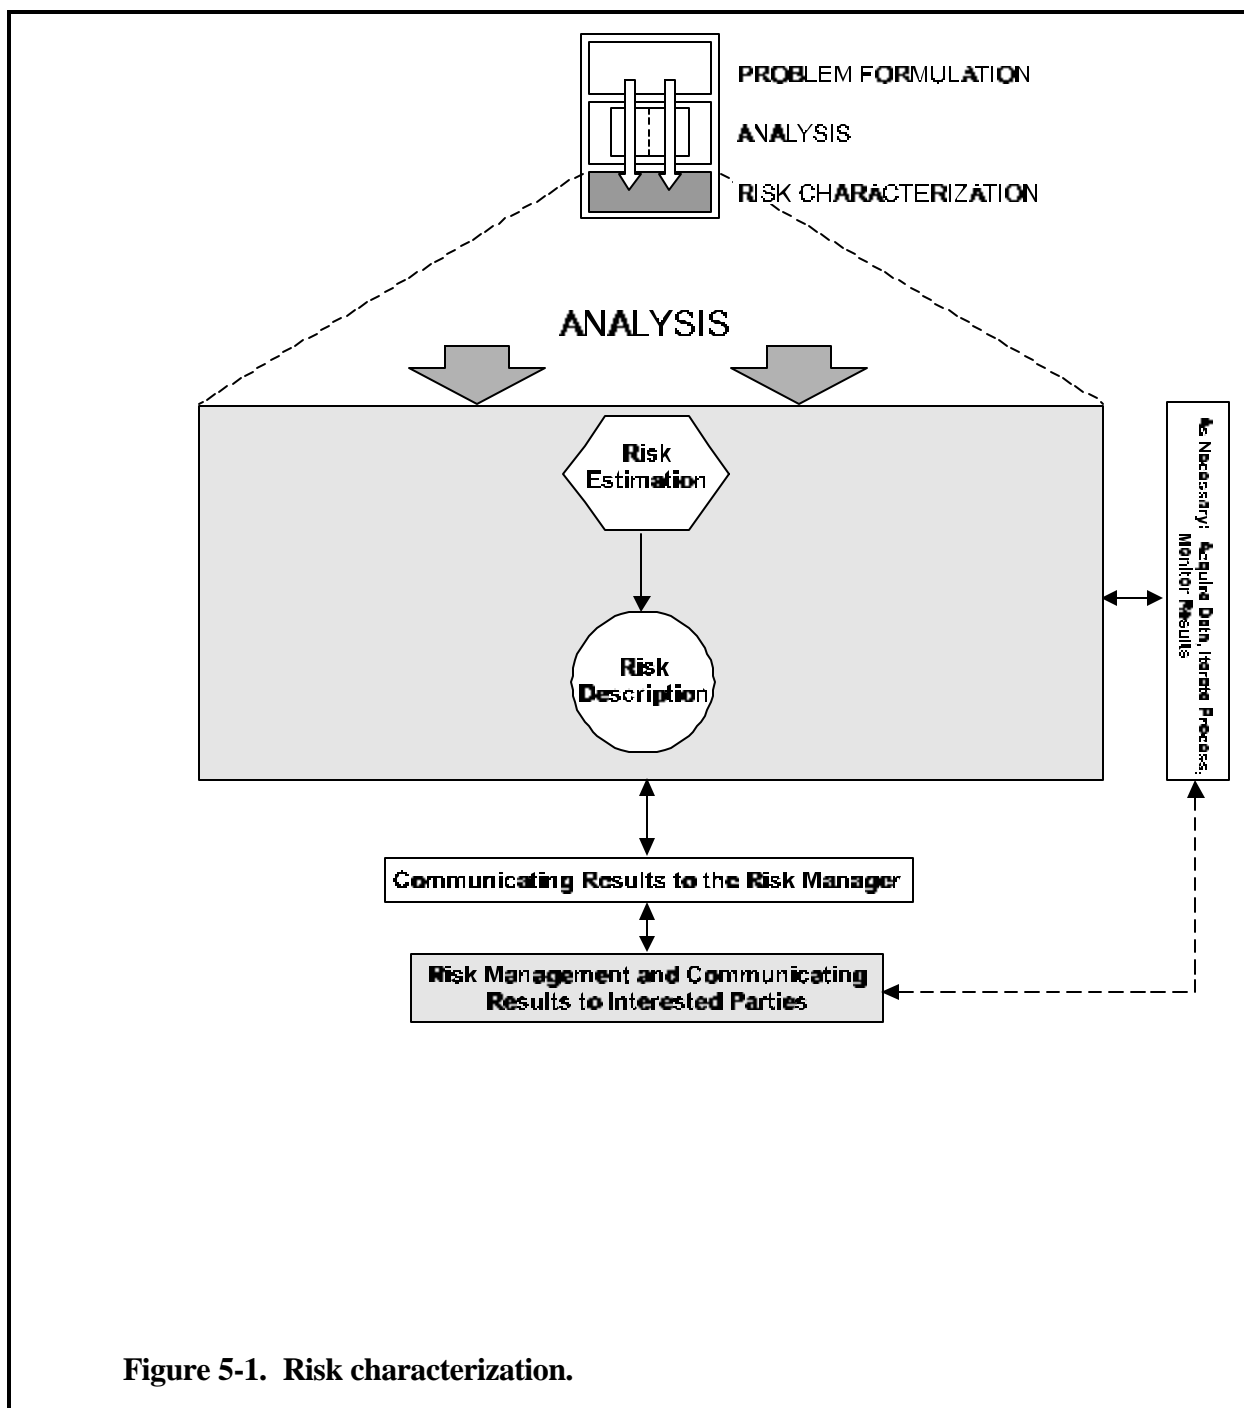 PROBLEM FORMULATION
ANALYSIS
RISK CHARACTERIZATION
ANALYSIS
Risk
Estimation
Risk
Description
As Necessary: Acquire Data, Iterate Process,
Monitor Results
Communicating Results to the Risk Manager
Risk Management and Communicating
Results to Interested Parties
Figure 5-1. Risk characterization.